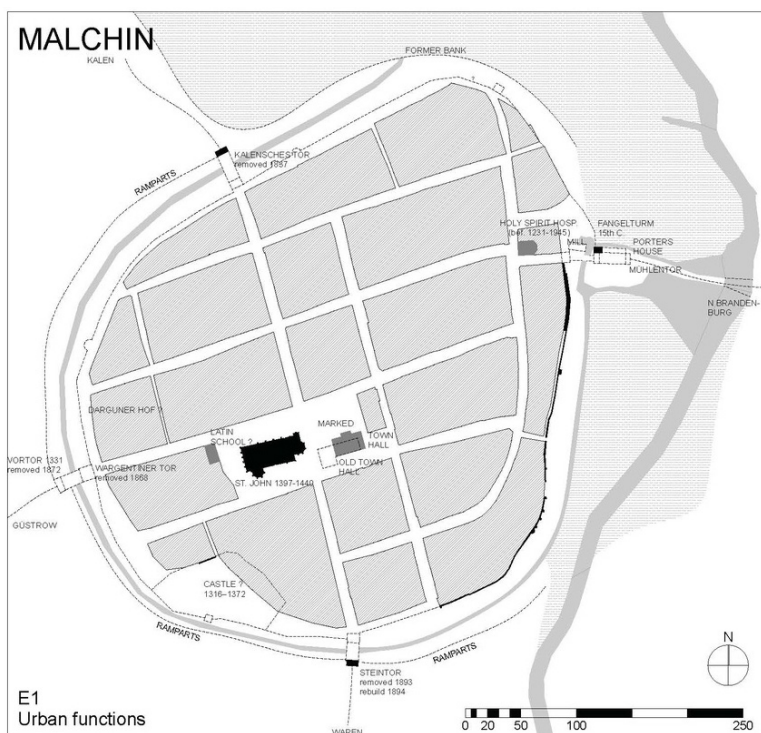 MALCHIN
KALEN
FORMER BANK
RAMPARTS
KALENSCHES TOR
removed 1837
HOLY SPIRIT HOSP.
(bef. 1231-1945)
MILL
FANGELTURM
15th C.
PORTERS
HOUSE
MÜHLENTOR
N BRANDEN-
BURG
DARGUNER HOF ?
LATIN
SCHOOL ?
MARKED
TOWN
HALL
OLD TOWN
HALL
VORTOR 1331
removed 1872
WARGENTINER TOR
removed 1868
ST. JOHN 1397-1440
GÜSTROW
CASTLE ?
1316–1372
RAMPARTS
RAMPARTS
STEINTOR
removed 1893
rebuild 1894
WAREN
N
E1
Urban functions
0 20 50 100 250